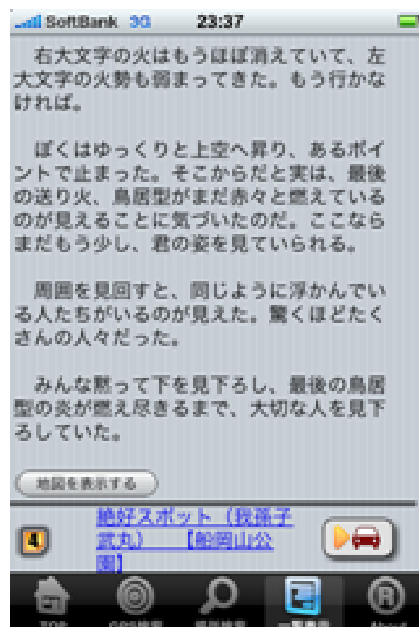 SoftBank 3G 23:37
右大文字の火はもうほぼ消えていて、左
大文字の火勢も弱まってきた。もう行かな
ければ。
ぼくはゆっくりと上空へ昇り、あるポイ
ントで止まった。そこからだと実は、最後
の送り火、鳥居型がまだ赤々と燃えている
のが見えることに気づいたのだ。ここなら
まだもう少し、君の姿を見ていられる。
周囲を見回すと、同じように浮かんでい
る人たちがいるのが見えた。驚くほどたく
さんの人々だった。
みんな黙って下を見下ろし、最後の鳥居
型の炎が燃え尽きるまで、大切な人を見下
ろしていた。
地図を表示する
4
絶好スポット（我孫子
武丸） 【船岡山公
園】